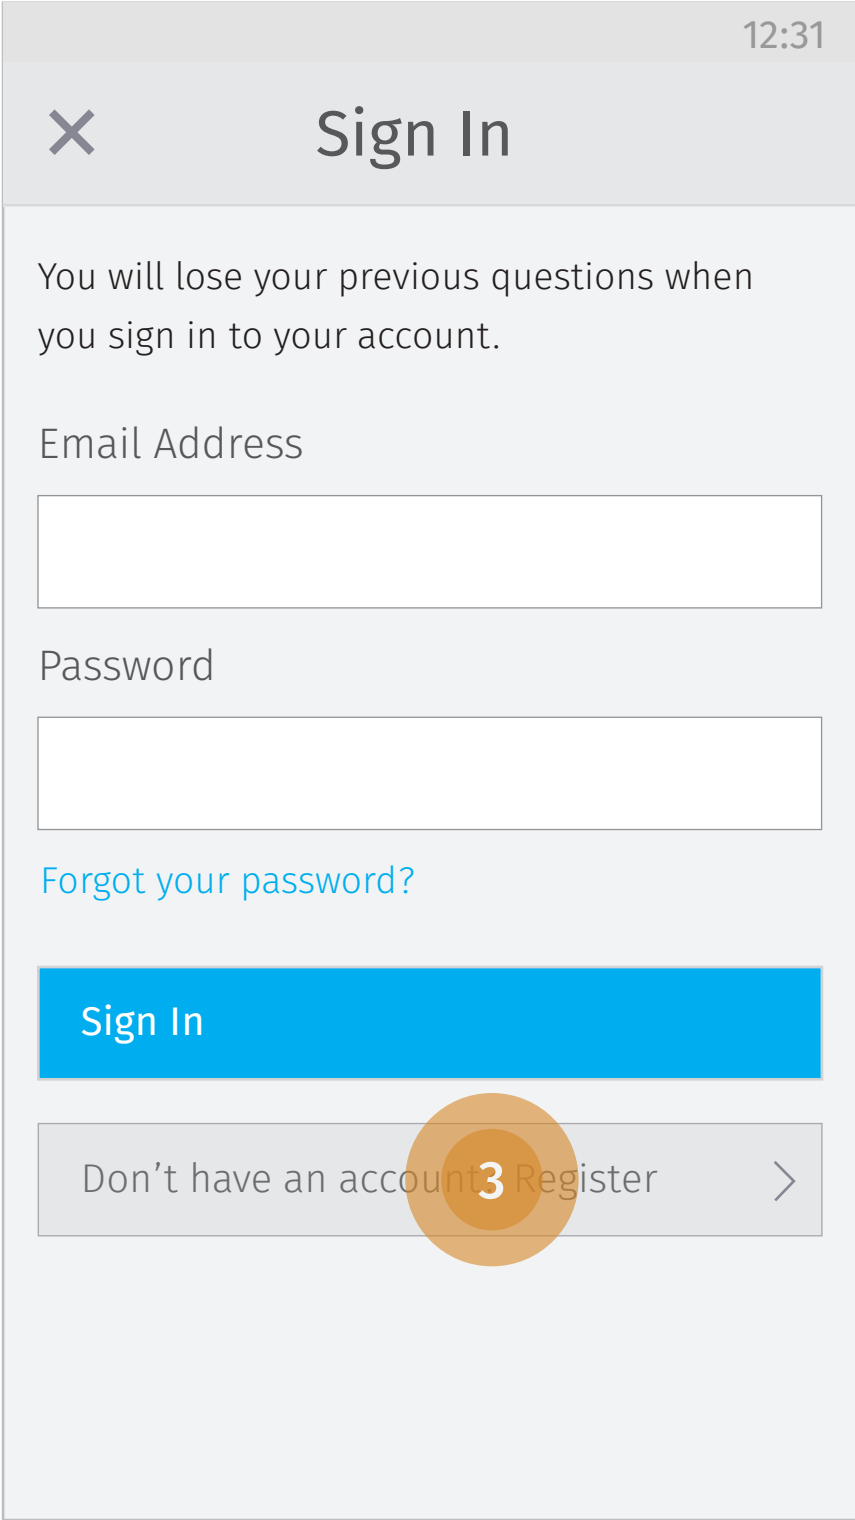 12:31
Sign In
You will lose your previous questions when
you sign in to your account.
Email Address
Password
Forgot your password?
Sign In
Don’t have an account? Register
3